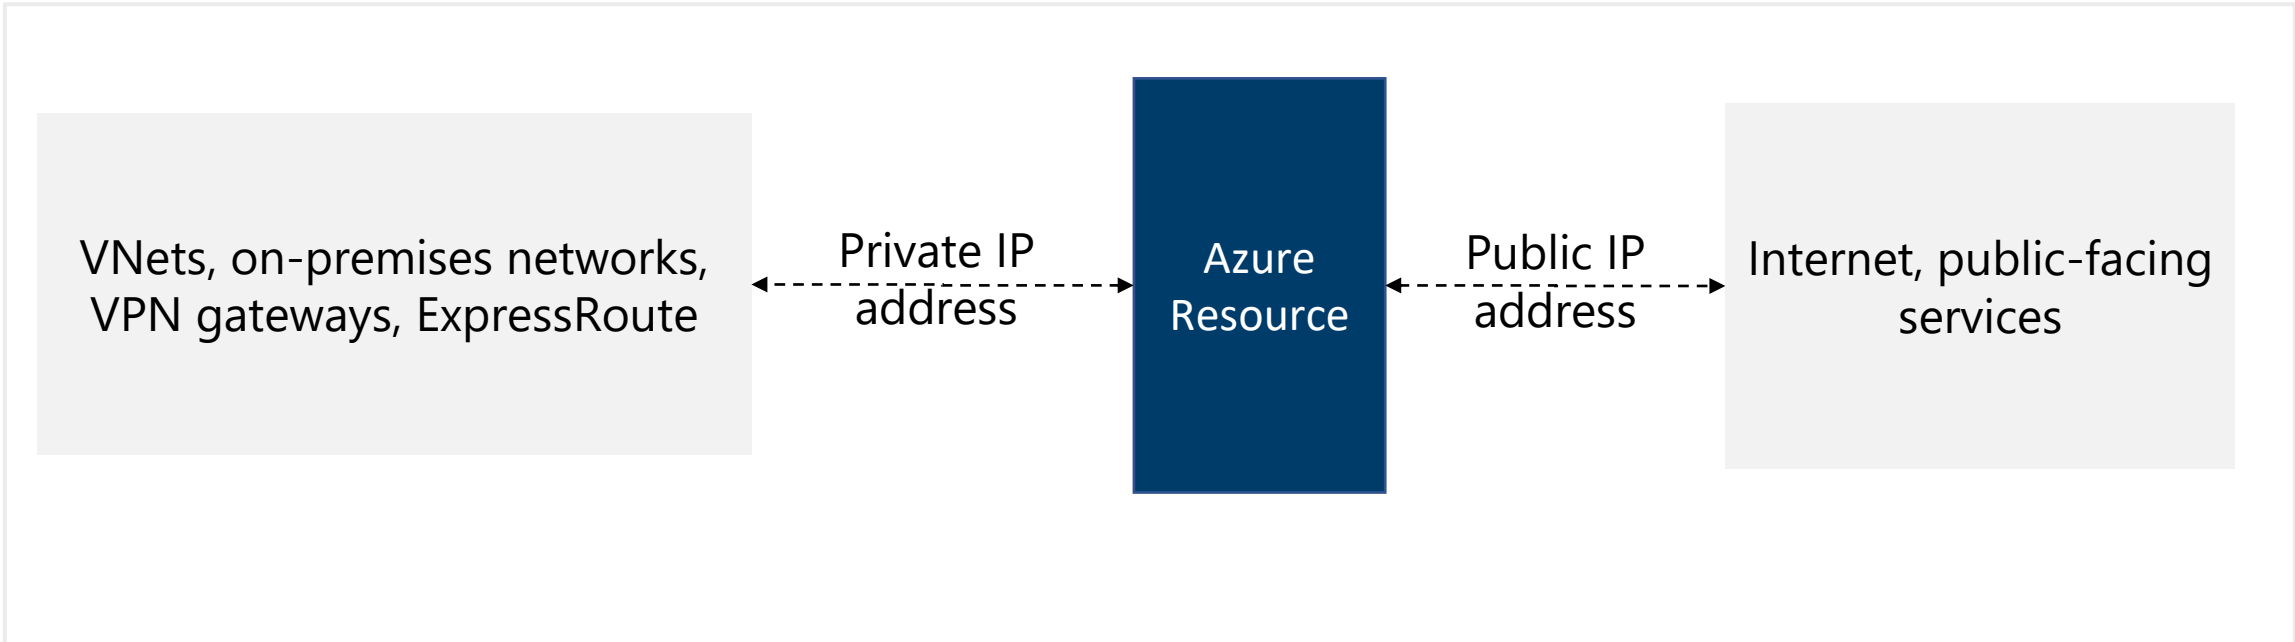 VNets, on-premises networks,
VPN gateways, ExpressRoute
Private IP
address
Azure
Resource
Public IP
address
Internet, public-facing
services